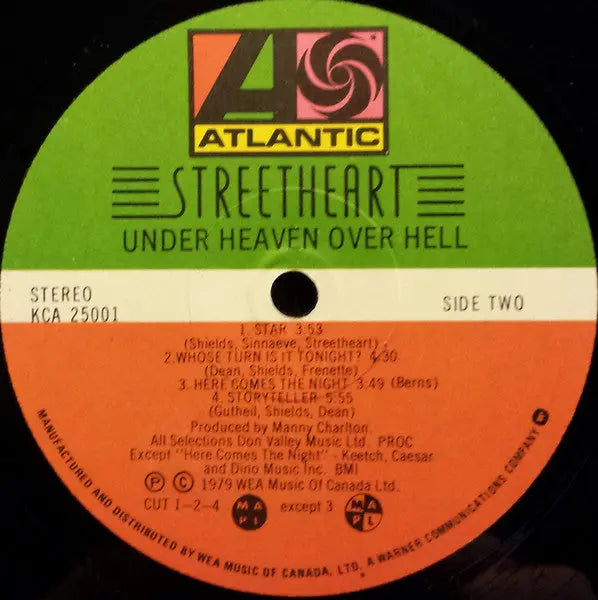 ATLANTIC
STREETHEART
UNDER HEAVEN OVER HELL
STEREO
KCA 25001
SIDE TWO
1. STAR 3:53
(Shields, Sinnaeve, Streetheart)
2.WHOSE TURN IS IT TONIGHT? 4:30
(Dean, Shields, Frenette)
3. HERE COMES THE NIGHT 3:49 (Berns)
4. STORYTELLER 5:55
(Gutheil, Shields, Dean)
Produced by Manny Charlton.
All Selections Don Valley Music Ltd. PROC
Except "Here Comes The Night" - Keetch, Caesar
and Dino Music Inc. BMI
Ⓟ © 1979 WEA Music Of Canada Ltd.
CUT 1-2-4 MAPL except 3 MAPL
MANUFACTURED AND DISTRIBUTED BY WEA MUSIC OF CANADA, LTD. A WARNER COMMUNICATIONS COMPANY